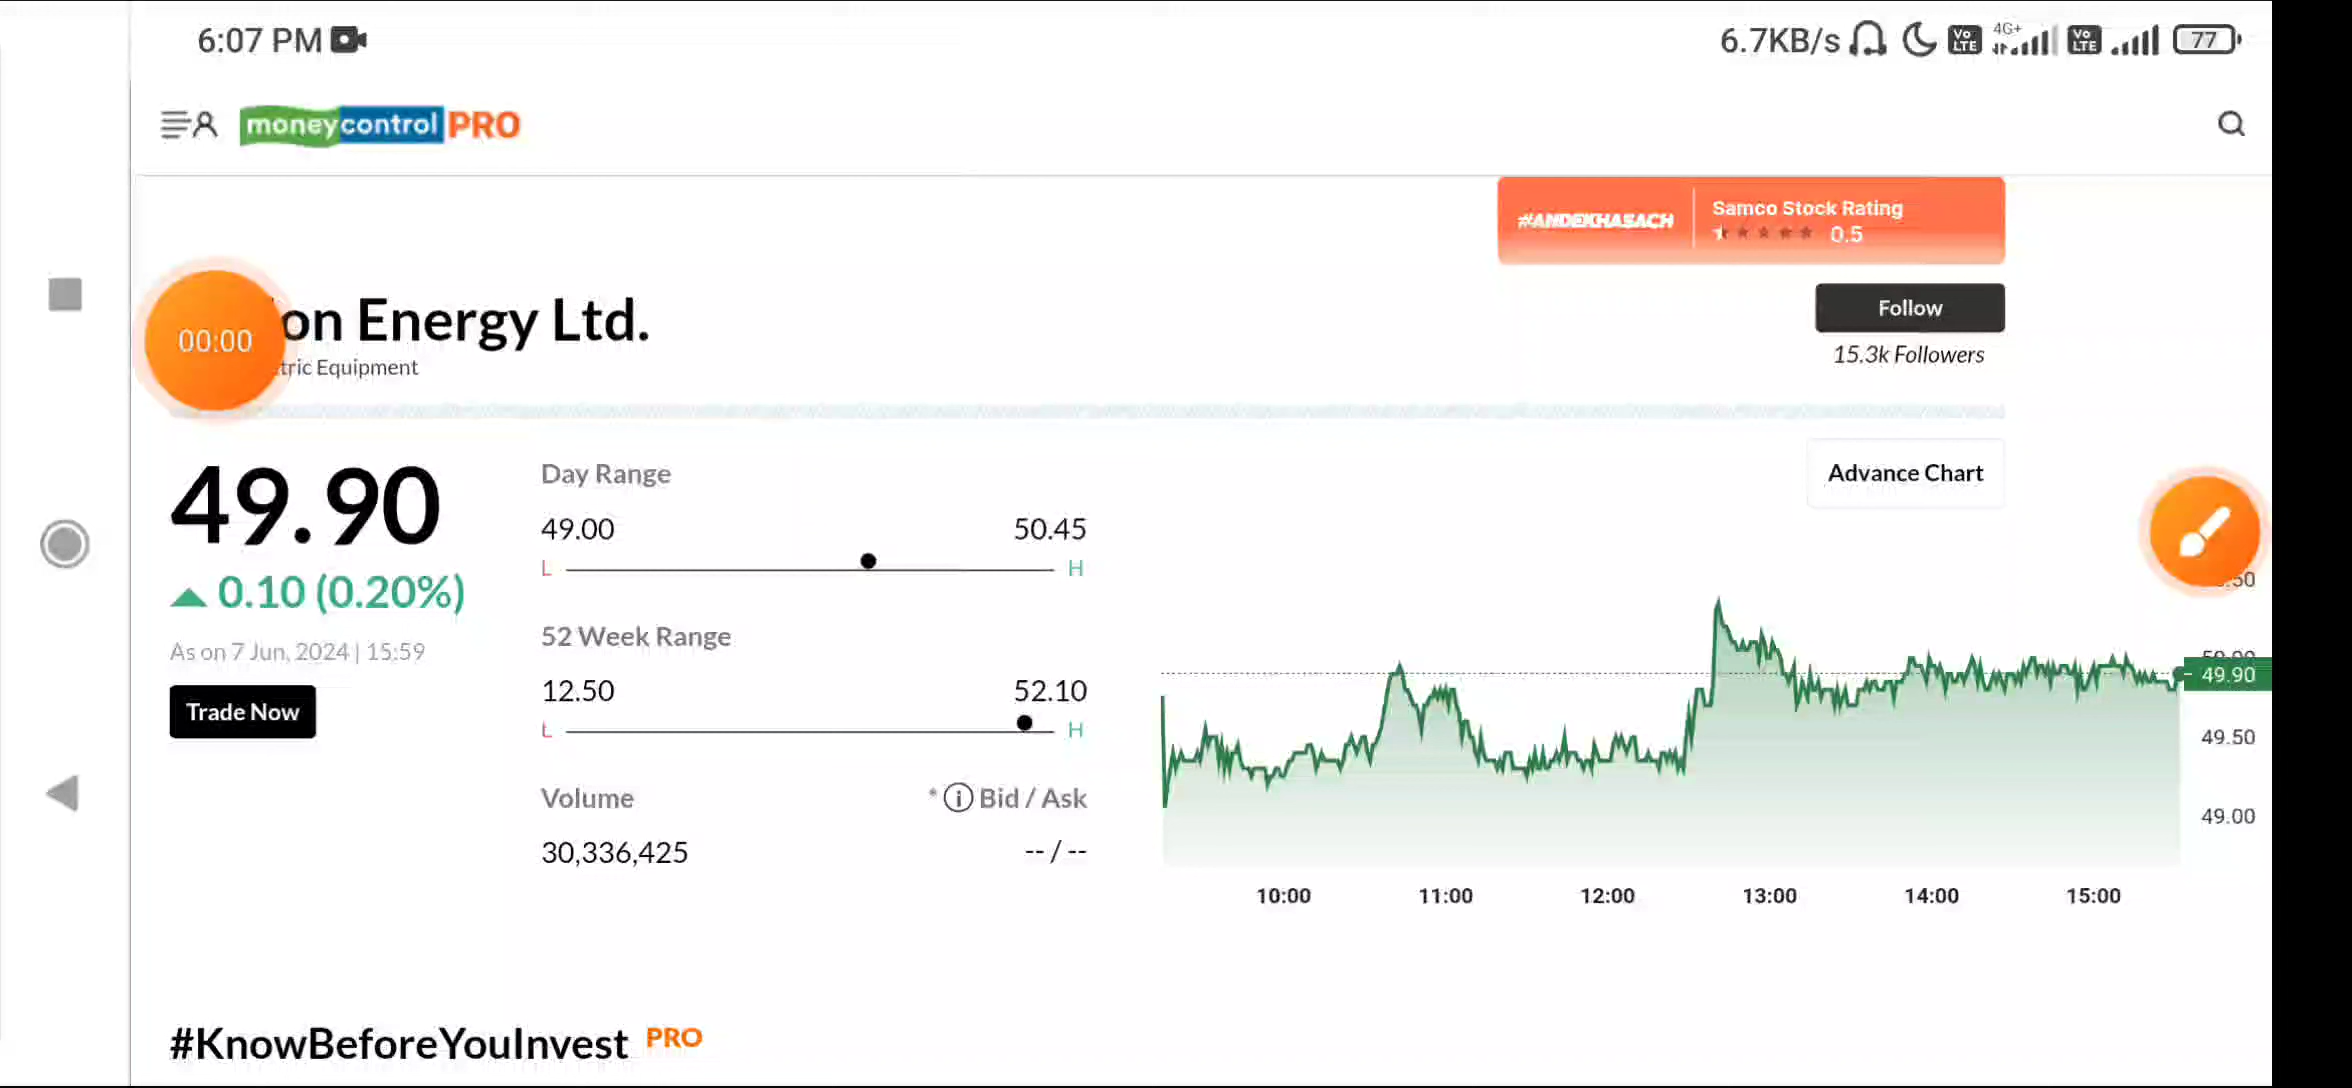 6:07 PM
6.7KB/s 4G+ 77
moneycontrol PRO
#ANDEKHASACH
Samco Stock Rating
0.5
on Energy Ltd.
00:00
tric Equipment
Follow
15.3k Followers
49.90
0.10 (0.20%)
As on 7 Jun, 2024 | 15:59
Trade Now
Day Range
49.00 50.45
L H
52 Week Range
12.50 52.10
L H
Volume * Bid / Ask
30,336,425 -- / --
Advance Chart
49.90
49.50
49.00
10:00 11:00 12:00 13:00 14:00 15:00
#KnowBeforeYouInvest PRO